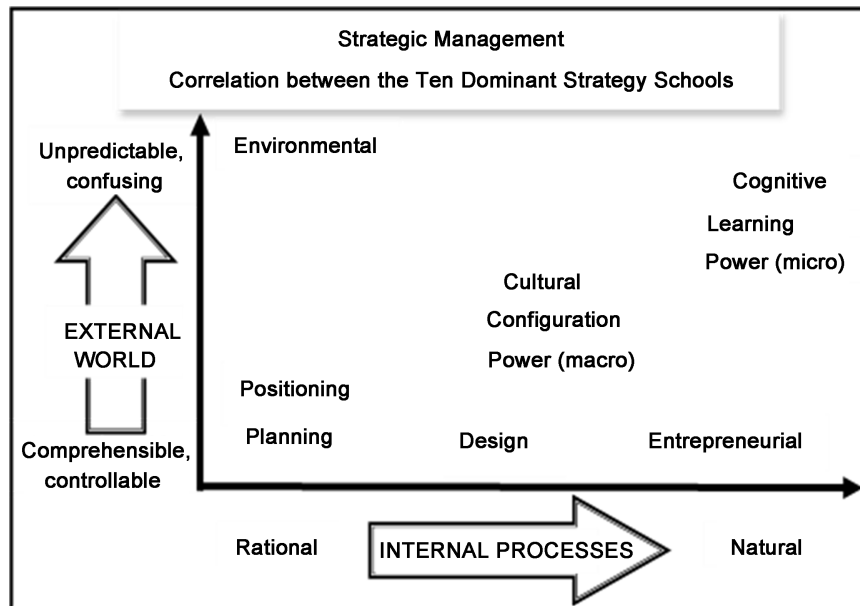 Strategic Management
Correlation between the Ten Dominant Strategy Schools
Unpredictable,
confusing
EXTERNAL
WORLD
Comprehensible,
controllable
Environmental
Cognitive
Learning
Power (micro)
Cultural
Configuration
Power (macro)
Positioning
Planning
Design
Entrepreneurial
Rational
INTERNAL PROCESSES
Natural